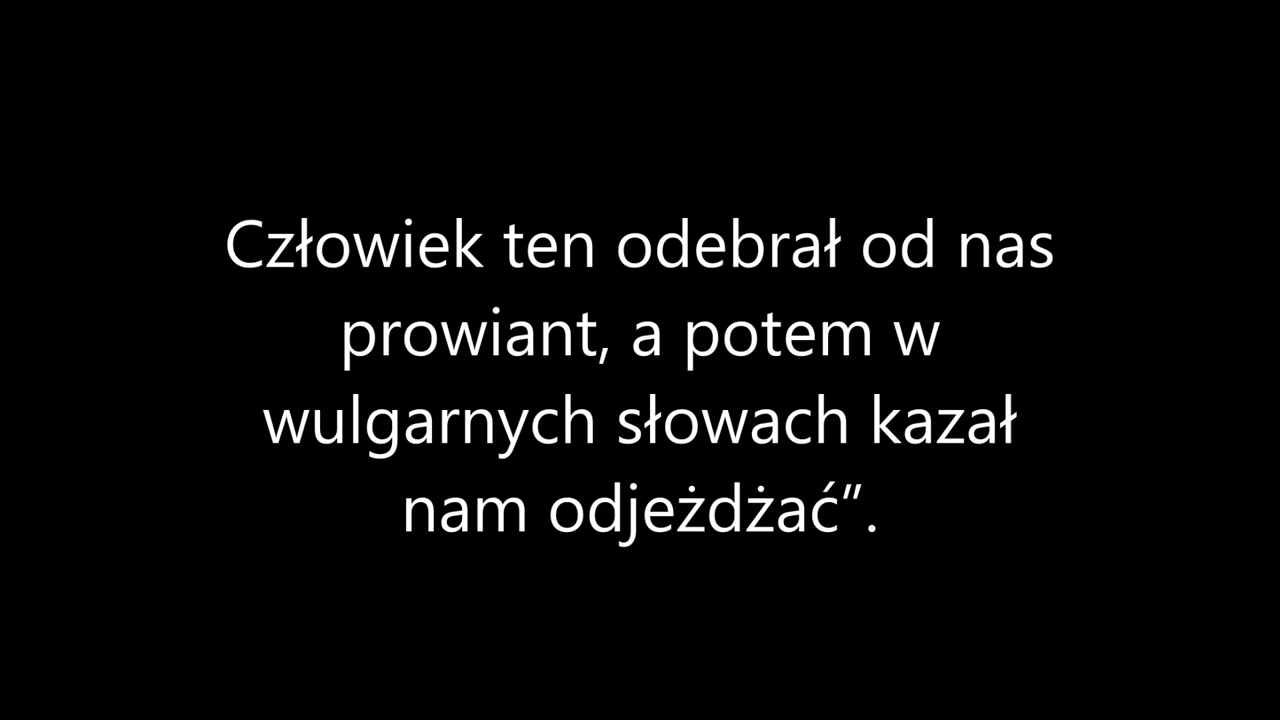 Człowiek ten odebrał od nas
prowiant, a potem w
wulgarnych słowach kazał
nam odjeżdżać”.